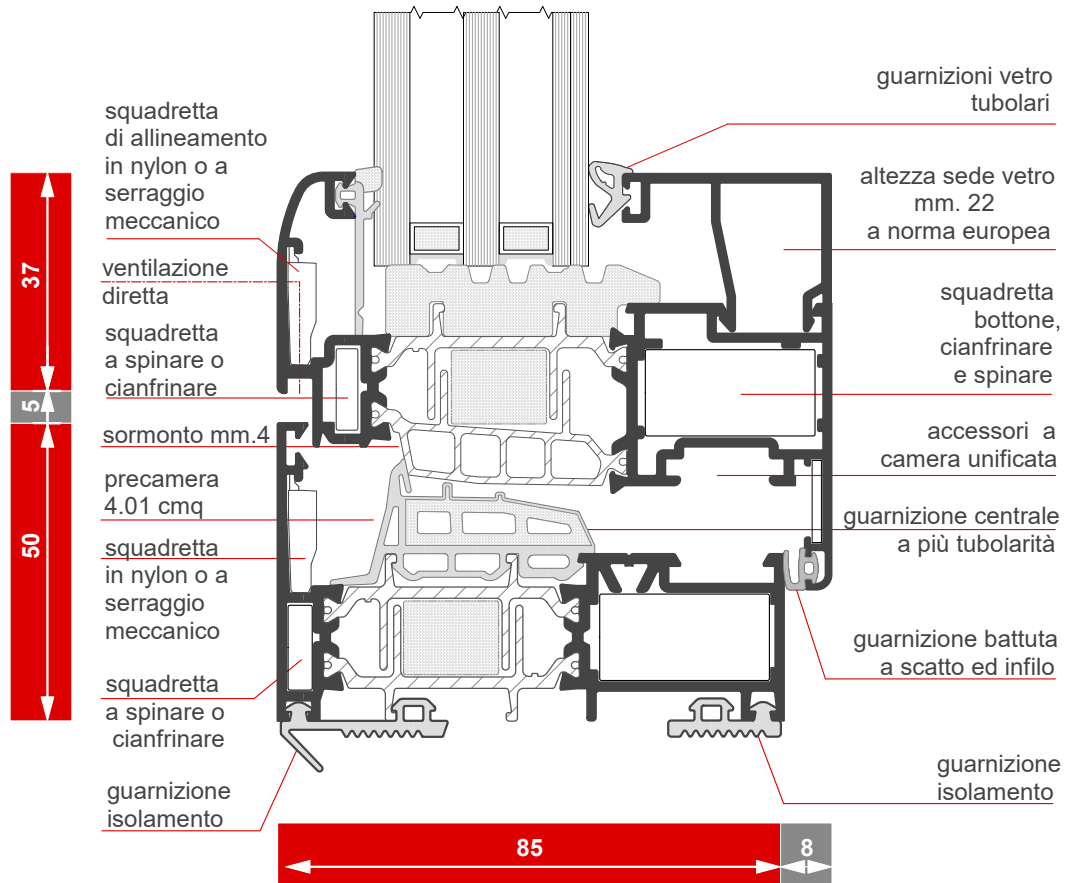 squadretta
di allineamento
in nylon o a
serraggio
meccanico
ventilazione
diretta
squadretta
a spinare o
cianfrinare
sormonto mm.4
precamera
4.01 cmq
squadretta
in nylon o a
serraggio
meccanico
squadretta
a spinare o
cianfrinare
guarnizione
isolamento
guarnizioni vetro
tubolari
altezza sede vetro
mm. 22
a norma europea
squadretta
bottone,
cianfrinare
e spinare
accessori a
camera unificata
guarnizione centrale
a più tubolarità
guarnizione battuta
a scatto ed infilo
guarnizione
isolamento
37
5
50
85
8